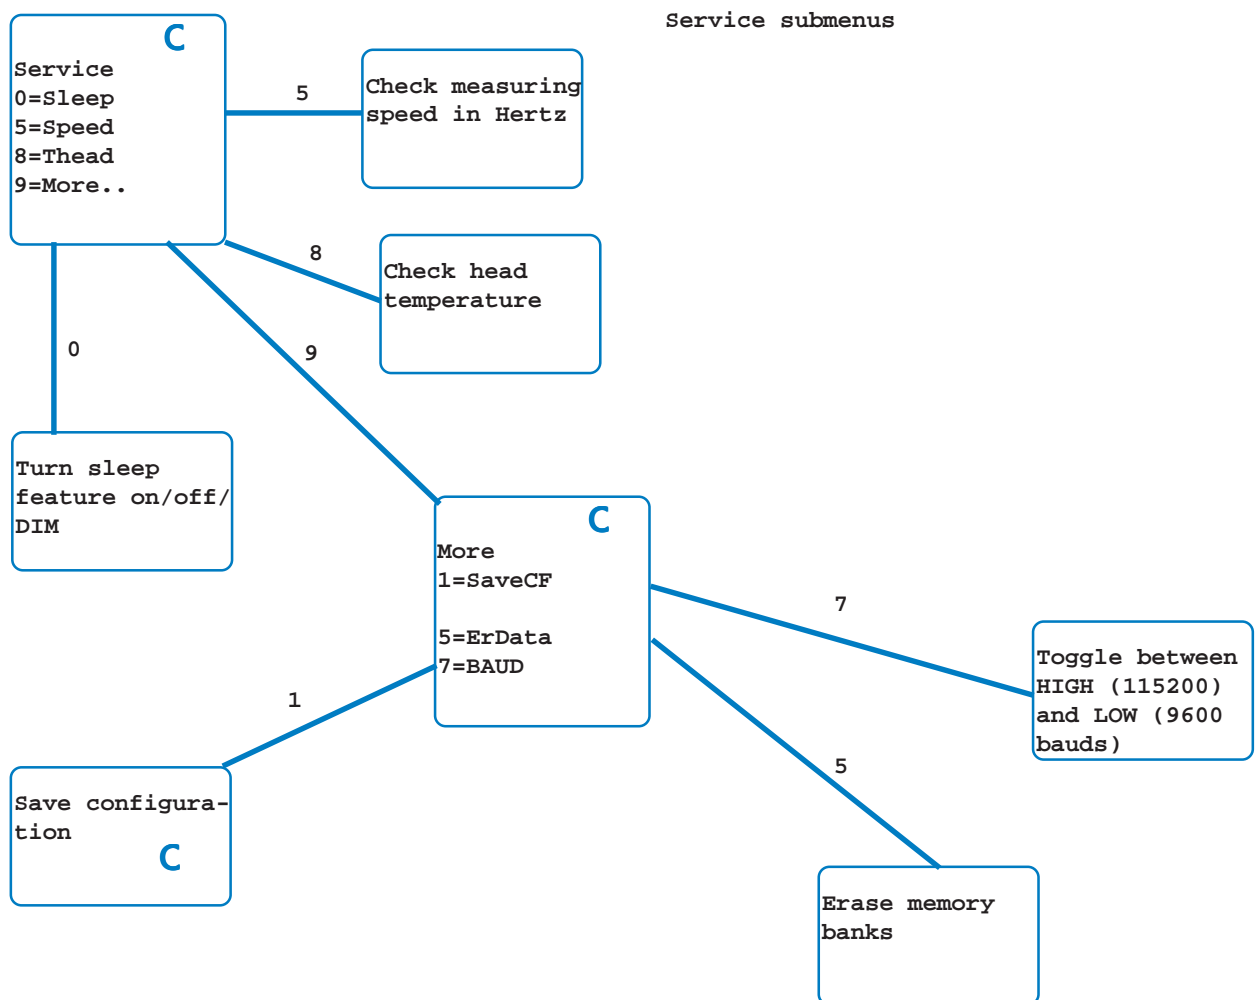 Service submenus
C
Service
0=Sleep
5=Speed
8=Thead
9=More..
5
Check measuring
speed in Hertz
8
Check head
temperature
0
9
Turn sleep
feature on/off/
DIM
C
More
1=SaveCF
5=ErData
7=BAUD
7
Toggle between
HIGH (115200)
and LOW (9600
bauds)
1
5
Save configura-
tion
C
Erase memory
banks